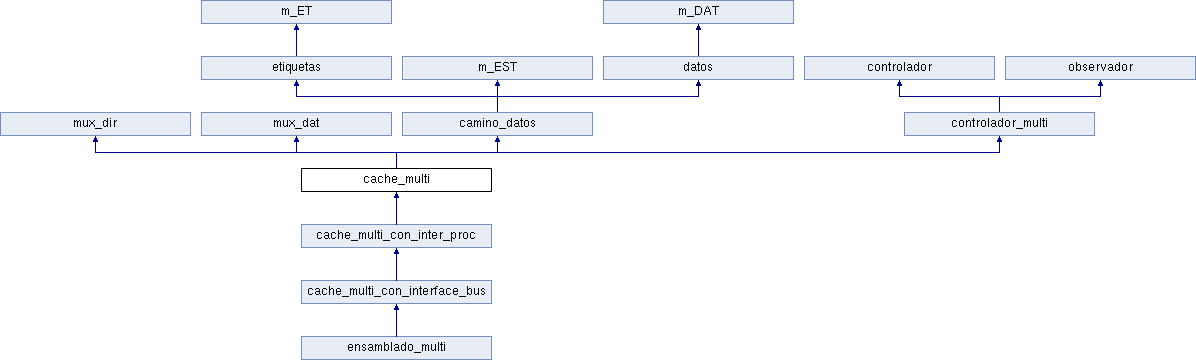 m_ET
m_DAT
etiquetas
m_EST
datos
controlador
observador
mux_dir
mux_dat
camino_datos
controlador_multi
cache_multi
cache_multi_con_inter_proc
cache_multi_con_interface_bus
ensamblado_multi